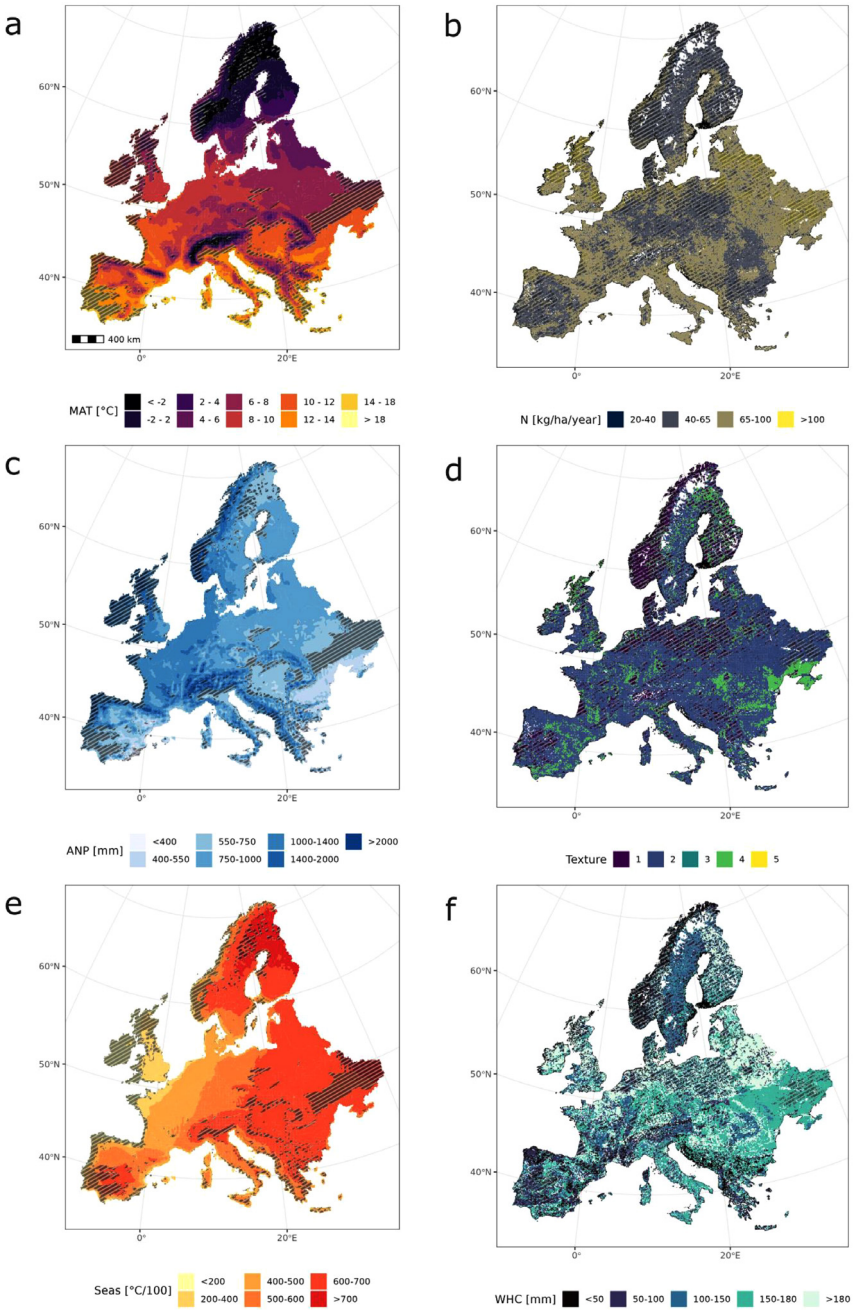 a
60°N
50°N
40°N
400 km
0° 20°E
MAT [°C] < -2 2 - 4 6 - 8 10 - 12 14 - 18
-2 - 2 4 - 6 8 - 10 12 - 14 > 18
b
60°N
50°N
40°N
0° 20°E
N [kg/ha/year] 20-40 40-65 65-100 >100
c
60°N
50°N
40°N
0° 20°E
ANP [mm] <400 550-750 1000-1400 >2000
400-550 750-1000 1400-2000
d
60°N
50°N
40°N
0° 20°E
Texture 1 2 3 4 5
e
60°N
50°N
40°N
0° 20°E
Seas [°C/100] <200 400-500 600-700
200-400 500-600 >700
f
60°N
50°N
40°N
0° 20°E
WHC [mm] <50 50-100 100-150 150-180 >180